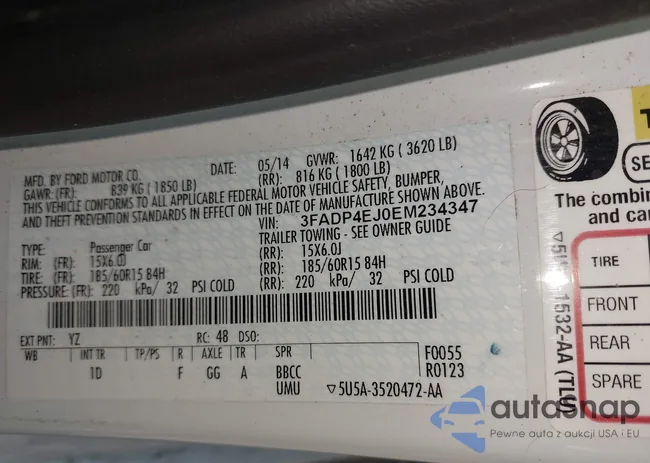 MFD. BY FORD MOTOR CO. DATE: 05/14 GVWR: 1642 KG ( 3620 LB)
GAWR: (FR): 839 KG ( 1850 LB) (RR): 816 KG ( 1800 LB)
THIS VEHICLE CONFORMS TO ALL APPLICABLE FEDERAL MOTOR VEHICLE SAFETY, BUMPER,
AND THEFT PREVENTION STANDARDS IN EFFECT ON THE DATE OF MANUFACTURE SHOWN ABOVE.
VIN: 3FADP4EJ0EM234347
TYPE: Passenger Car TRAILER TOWING - SEE OWNER GUIDE
RIM: (FR) 15X6.0J (RR): 15X6.0J
TIRE: (FR) 185/60R15 84H (RR): 185/60R15 84H
PRESSURE: (FR): 220 kPa/ 32 PSI COLD (RR): 220 kPa/ 32 PSI COLD
EXT PNT: YZ RC: 48 DSO:
WB INT TR TP/PS R AXLE TR SPR F0055
1D F GG A BBCC R0123
UMU ▽5U5A-3520472-AA
The combin
and ca
TIRE
FRONT
REAR
SPARE
1532-AA (TLS
autosnap
Pewne auta z aukcji USA i EU